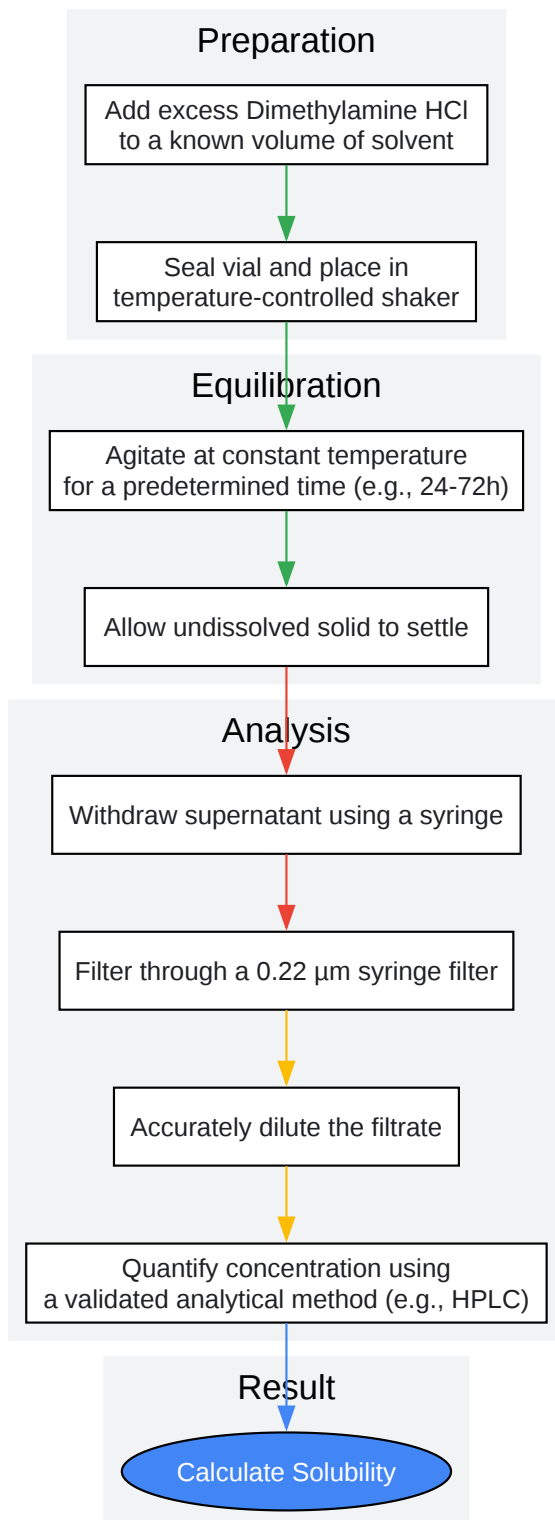 Preparation
Add excess Dimethylamine HCl
to a known volume of solvent
Seal vial and place in
temperature-controlled shaker
Equilibration
Agitate at constant temperature
for a predetermined time (e.g., 24-72h)
Allow undissolved solid to settle
Analysis
Withdraw supernatant using a syringe
Filter through a 0.22 µm syringe filter
Accurately dilute the filtrate
Quantify concentration using
a validated analytical method (e.g., HPLC)
Result
Calculate Solubility